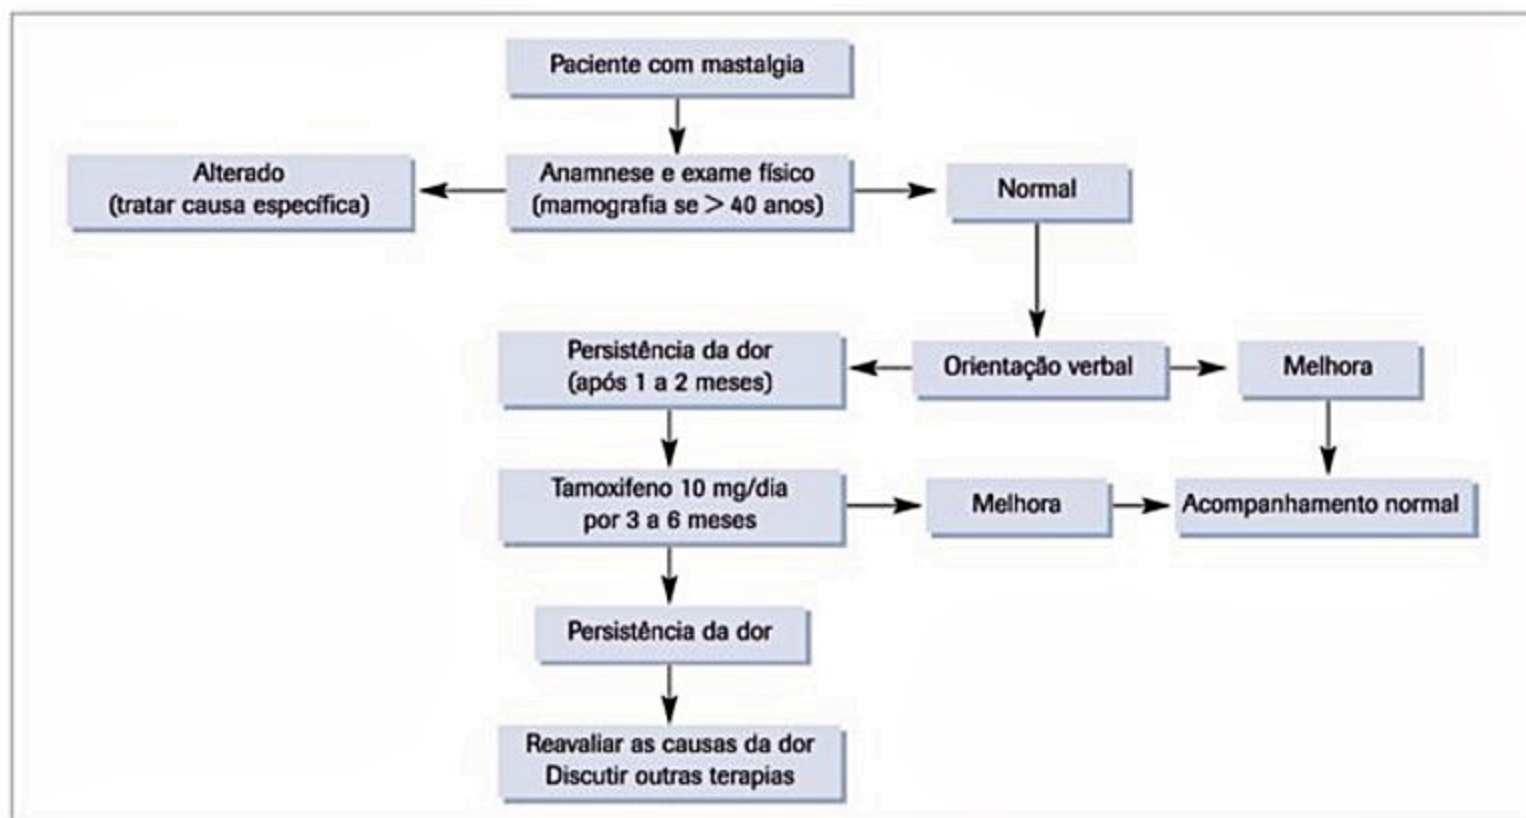 Paciente com mastalgia
Alterado
(tratar causa específica)
Anamnese e exame físico
(mamografia se > 40 anos)
Normal
Persistência da dor
(após 1 a 2 meses)
Orientação verbal
Melhora
Tamoxifeno 10 mg/dia
por 3 a 6 meses
Melhora
Acompanhamento normal
Persistência da dor
Reavaliar as causas da dor
Discutir outras terapias